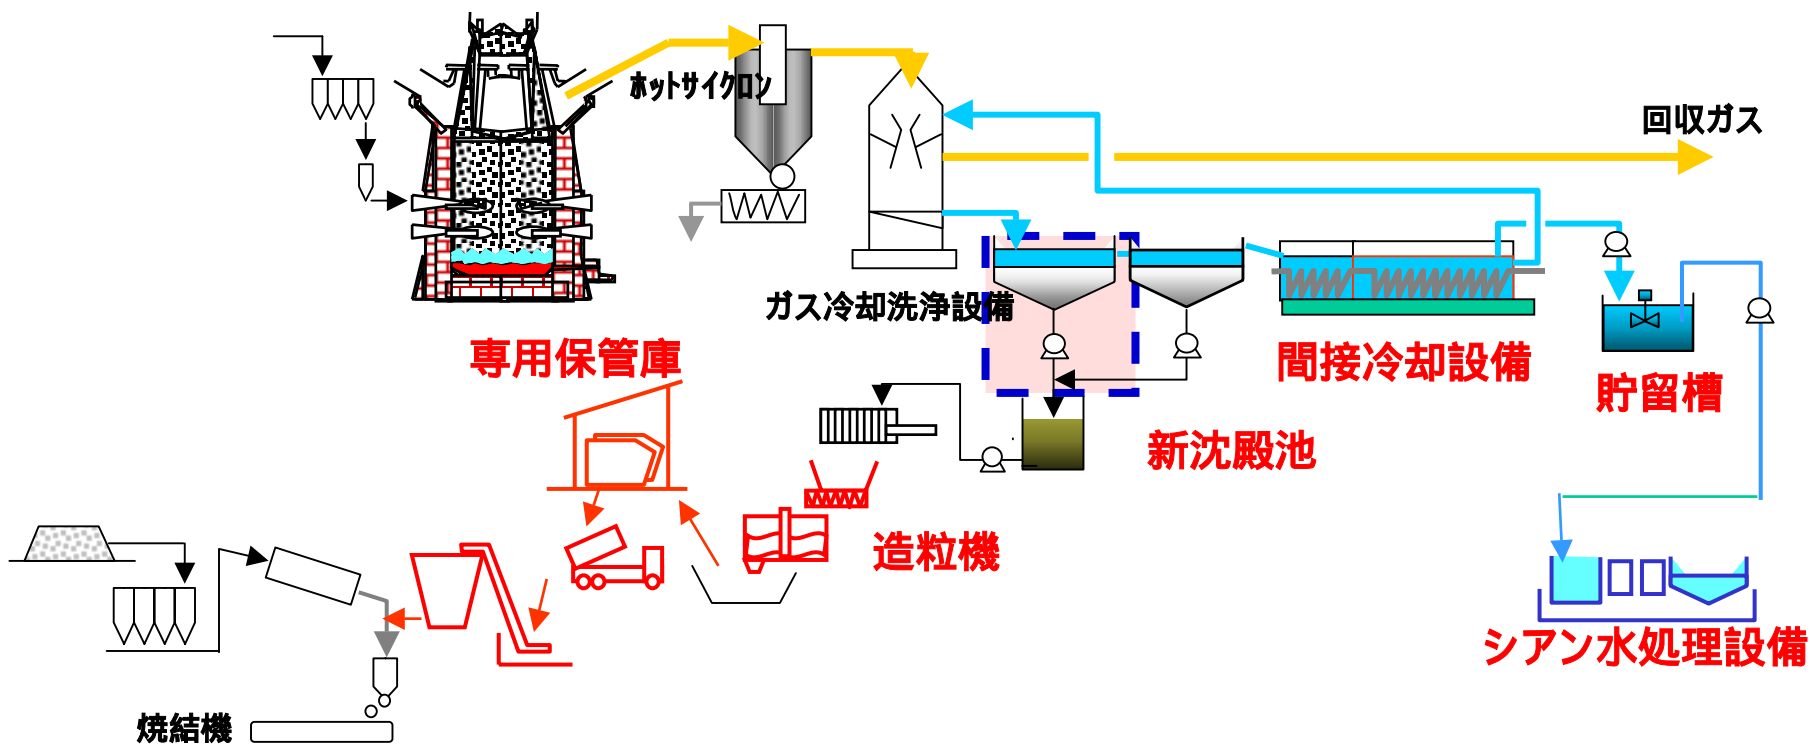 ホットサイクロン
回収ガス
ガス冷却洗浄設備
専用保管庫
間接冷却設備
貯留槽
新沈殿池
造粒機
シアン水処理設備
焼結機